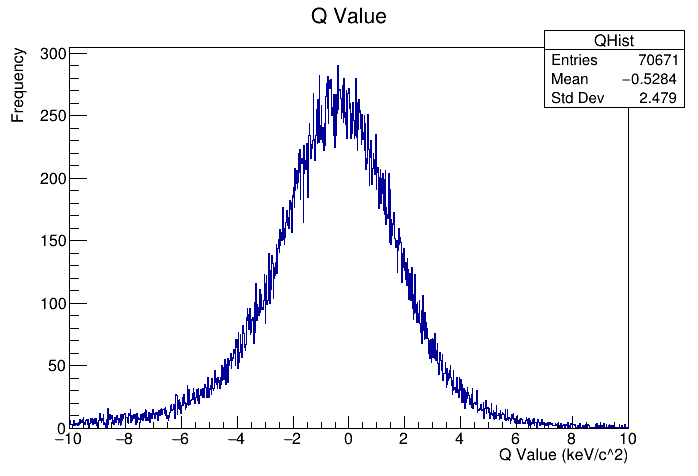 Q Value
QHist
Entries 70671
Mean −0.5284
Std Dev 2.479
Frequency
300
250
200
150
100
50
0
−10 −8 −6 −4 −2 0 2 4 6 8 10
Q Value (keV/c^2)